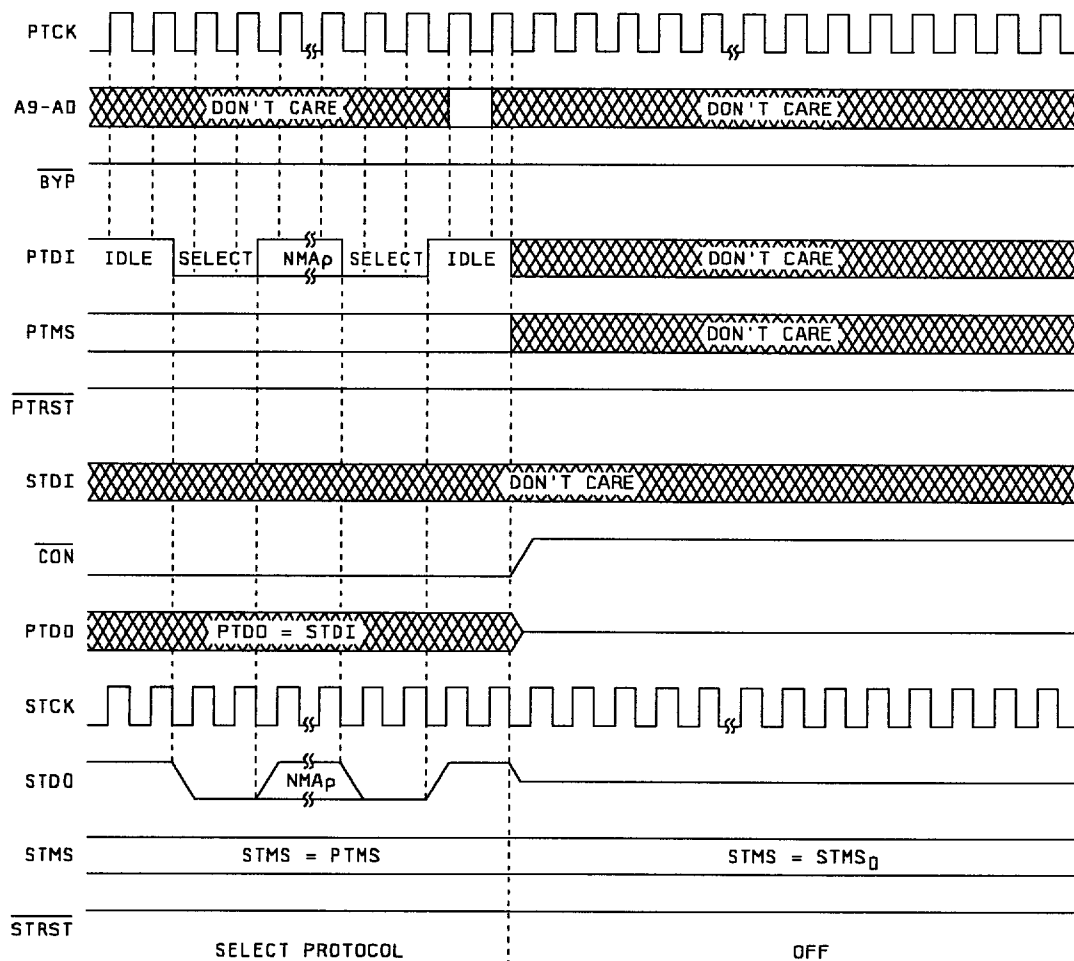 PTCK
A9-A0 DON'T CARE DON'T CARE
BYP
PTDI IDLE SELECT NMAp SELECT IDLE DON'T CARE
PTMS DON'T CARE
PTRST
STDI DON'T CARE
CON
PTDO PTDO = STDI
STCK
STDO NMAp
STMS STMS = PTMS STMS = STMS0
STRST
SELECT PROTOCOL OFF